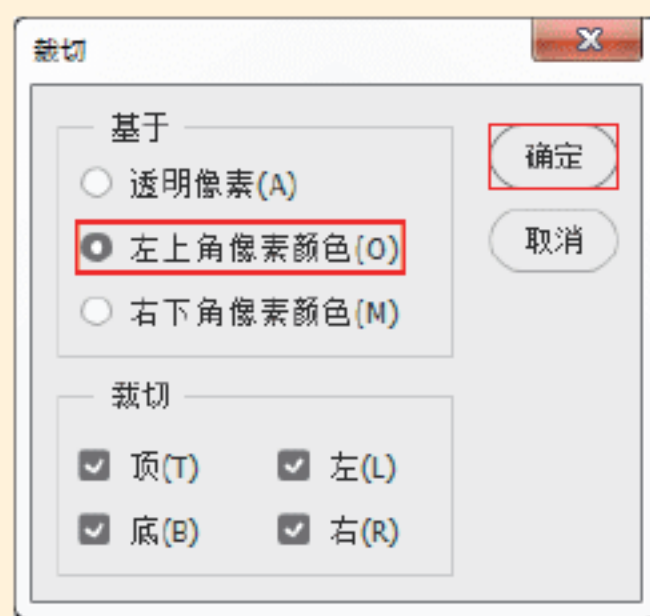 裁切
基于
透明像素(A)
左上角像素颜色(O)
右下角像素颜色(M)
确定
取消
裁切
顶(T)
左(L)
底(B)
右(R)